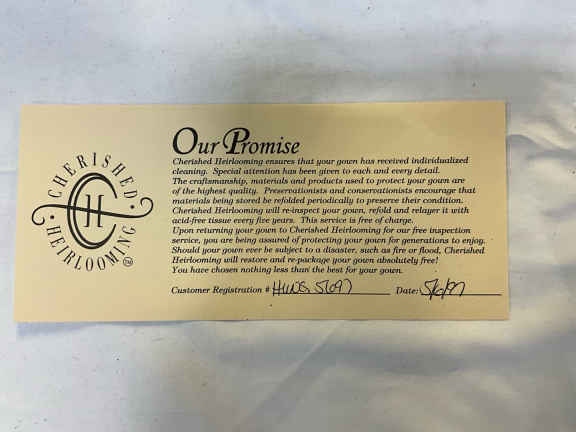 CHERISHED
CH
HEIRLOOMING
Our Promise
Cherished Heirlooming ensures that your gown has received individualized
cleaning. Special attention has been given to each and every detail.
The craftsmanship, materials and products used to protect your gown are
of the highest quality. Preservationists and conservationists encourage that
materials being stored be refolded periodically to preserve their condition.
Cherished Heirlooming will re-inspect your gown, refold and relayer it with
acid-free tissue every five years. This service is free of charge.
Upon returning your gown to Cherished Heirlooming for our free inspection
service, you are being assured of protecting your gown for generations to enjoy.
Should your gown ever be subject to a disaster, such as fire or flood, Cherished
Heirlooming will restore and re-package your gown absolutely free!
You have chosen nothing less than the best for your gown.
Customer Registration # Date: